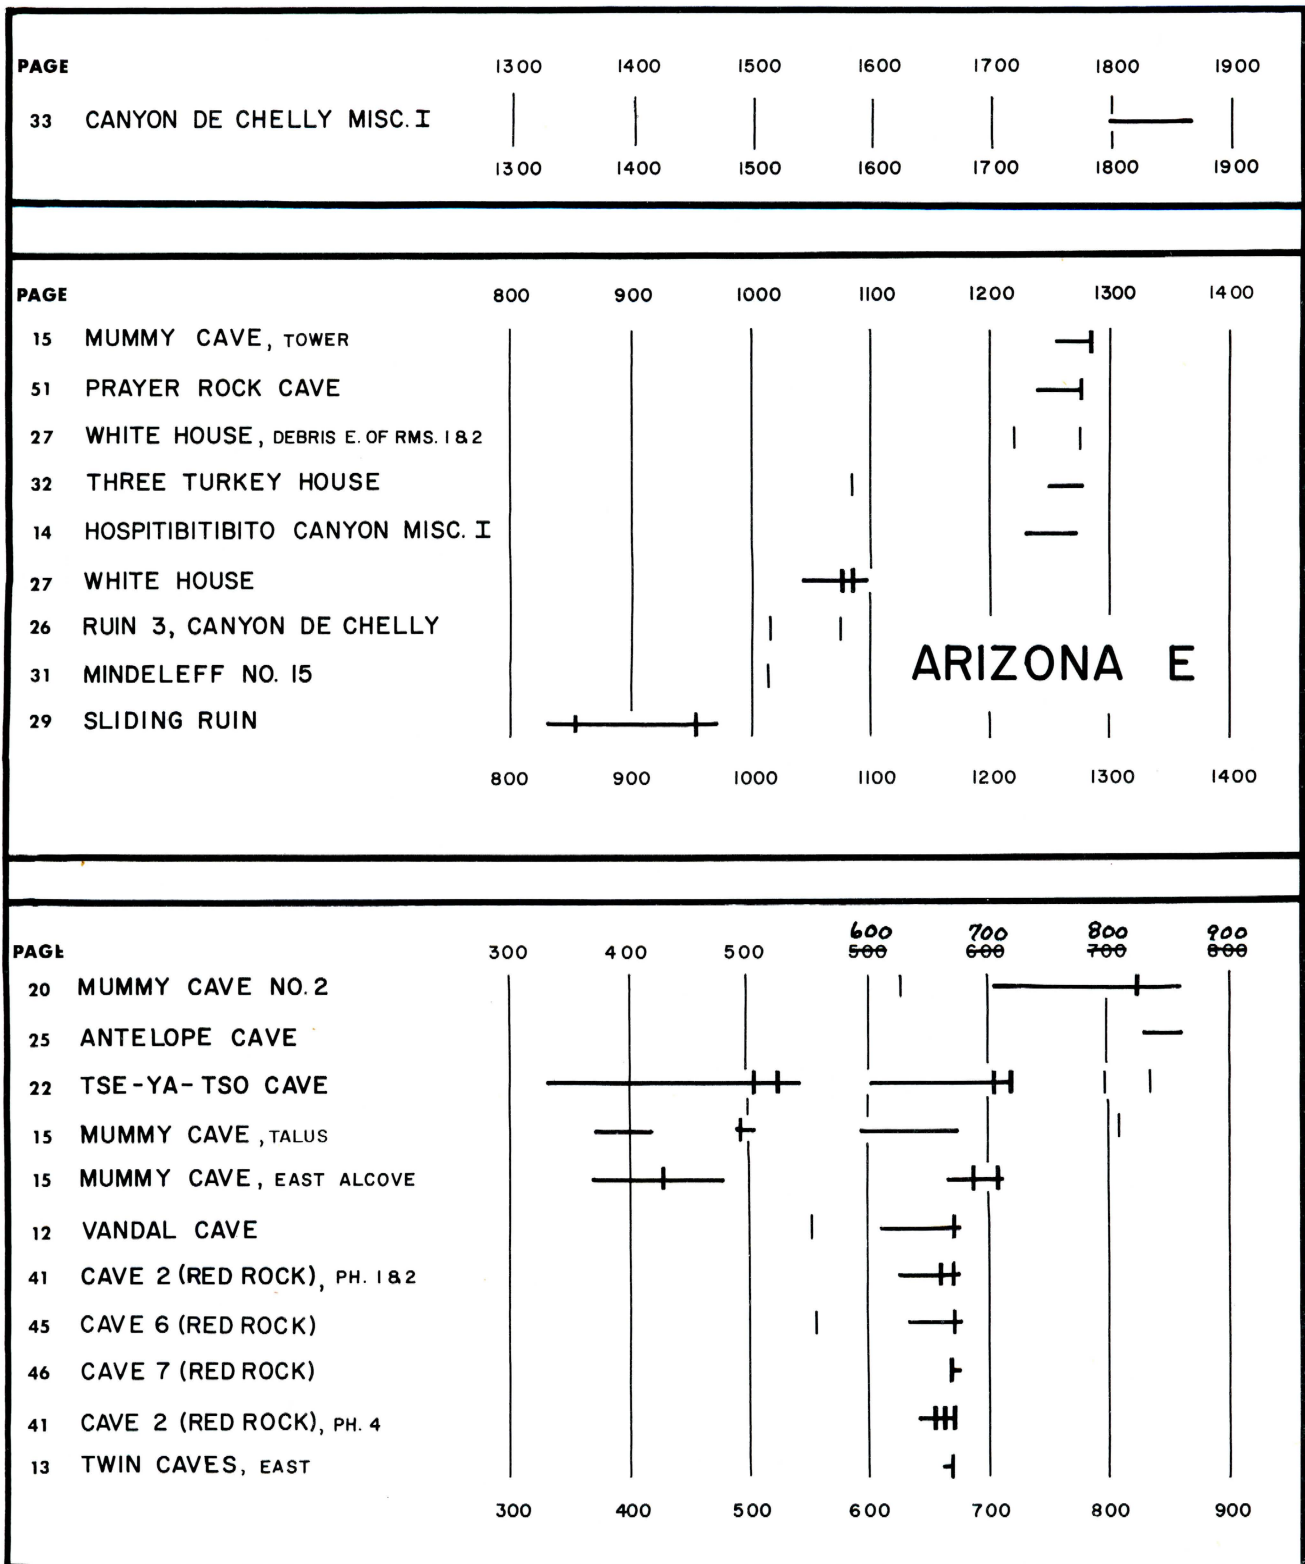 PAGE 1300 1400 1500 1600 1700 1800 1900
33 CANYON DE CHELLY MISC. I
1300 1400 1500 1600 1700 1800 1900
PAGE 800 900 1000 1100 1200 1300 1400
15 MUMMY CAVE, TOWER
51 PRAYER ROCK CAVE
27 WHITE HOUSE, DEBRIS E. OF RMS. 1 & 2
32 THREE TURKEY HOUSE
14 HOSPITIBITIBITO CANYON MISC. I
27 WHITE HOUSE
26 RUIN 3, CANYON DE CHELLY
31 MINDELEFF NO. 15
ARIZONA E
29 SLIDING RUIN
800 900 1000 1100 1200 1300 1400
600 700 800 900
PAGE 300 400 500 500 600 700 800
20 MUMMY CAVE NO. 2
25 ANTELOPE CAVE
22 TSE-YA-TSO CAVE
15 MUMMY CAVE, TALUS
15 MUMMY CAVE, EAST ALCOVE
12 VANDAL CAVE
41 CAVE 2 (RED ROCK), PH. 1 & 2
45 CAVE 6 (RED ROCK)
46 CAVE 7 (RED ROCK)
41 CAVE 2 (RED ROCK), PH. 4
13 TWIN CAVES, EAST
300 400 500 600 700 800 900